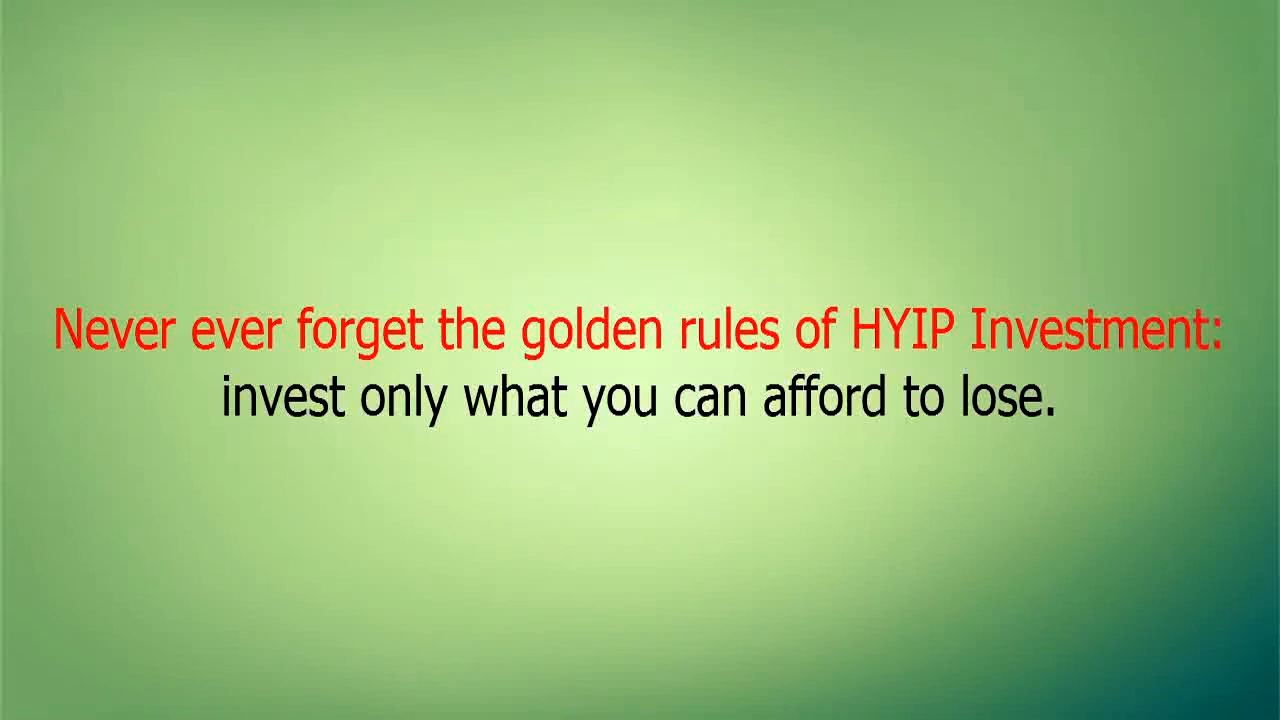 Never ever forget the golden rules of HYIP Investment:
invest only what you can afford to lose.